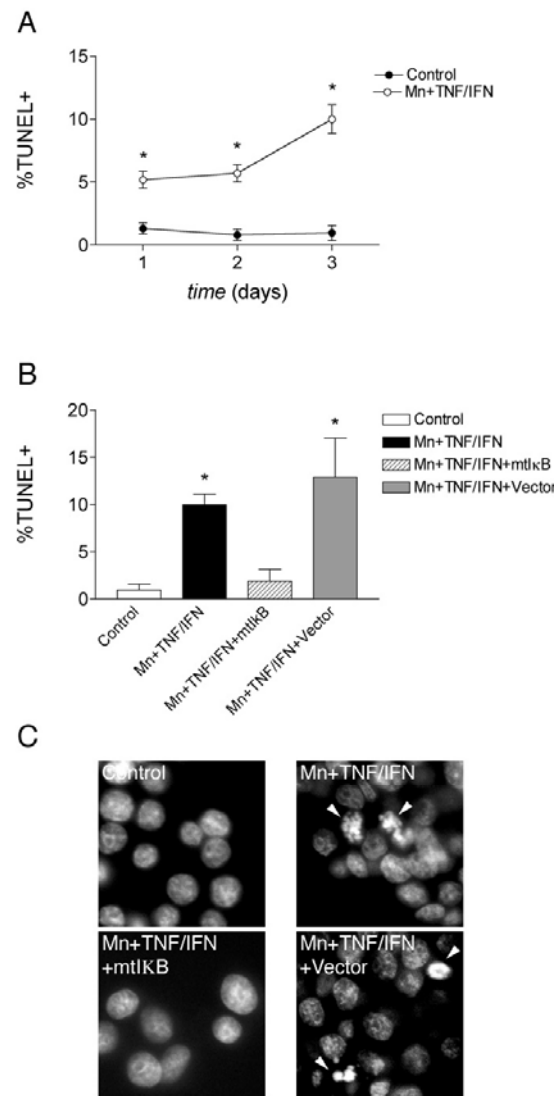 A
%TUNEL+
15
10
5
0
*
*
*
1
2
3
time (days)
Control
Mn+TNF/IFN
B
%TUNEL+
20
15
10
5
0
*
*
Control
Mn+TNF/IFN
Mn+TNF/IFN+mtIκB
Mn+TNF/IFN+Vector
Control
Mn+TNF/IFN
Mn+TNF/IFN+mtIkB
Mn+TNF/IFN+Vector
C
Control
Mn+TNF/IFN
Mn+TNF/IFN
+mtIKB
Mn+TNF/IFN
+Vector